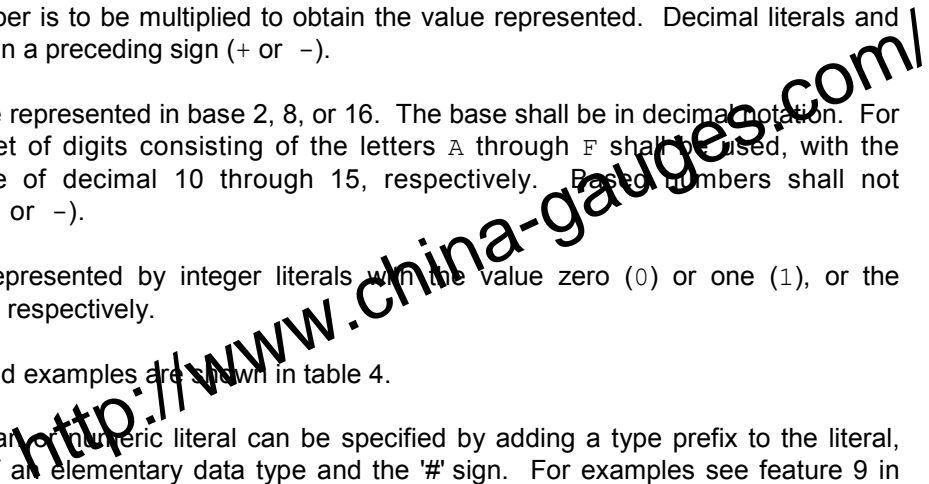 ber is to be multiplied to obtain the value represented. Decimal literals and
n a preceding sign (+ or -).
e represented in base 2, 8, or 16. The base shall be in decimal notation. For
et of digits consisting of the letters A through F shall be used, with the
e of decimal 10 through 15, respectively. Based numbers shall not
or -).
epresented by integer literals with the value zero (0) or one (1), or the
respectively.
d examples are shown in table 4.
an or numeric literal can be specified by adding a type prefix to the literal,
f an elementary data type and the '#' sign. For examples see feature 9 in
http://www.china-gauges.com/